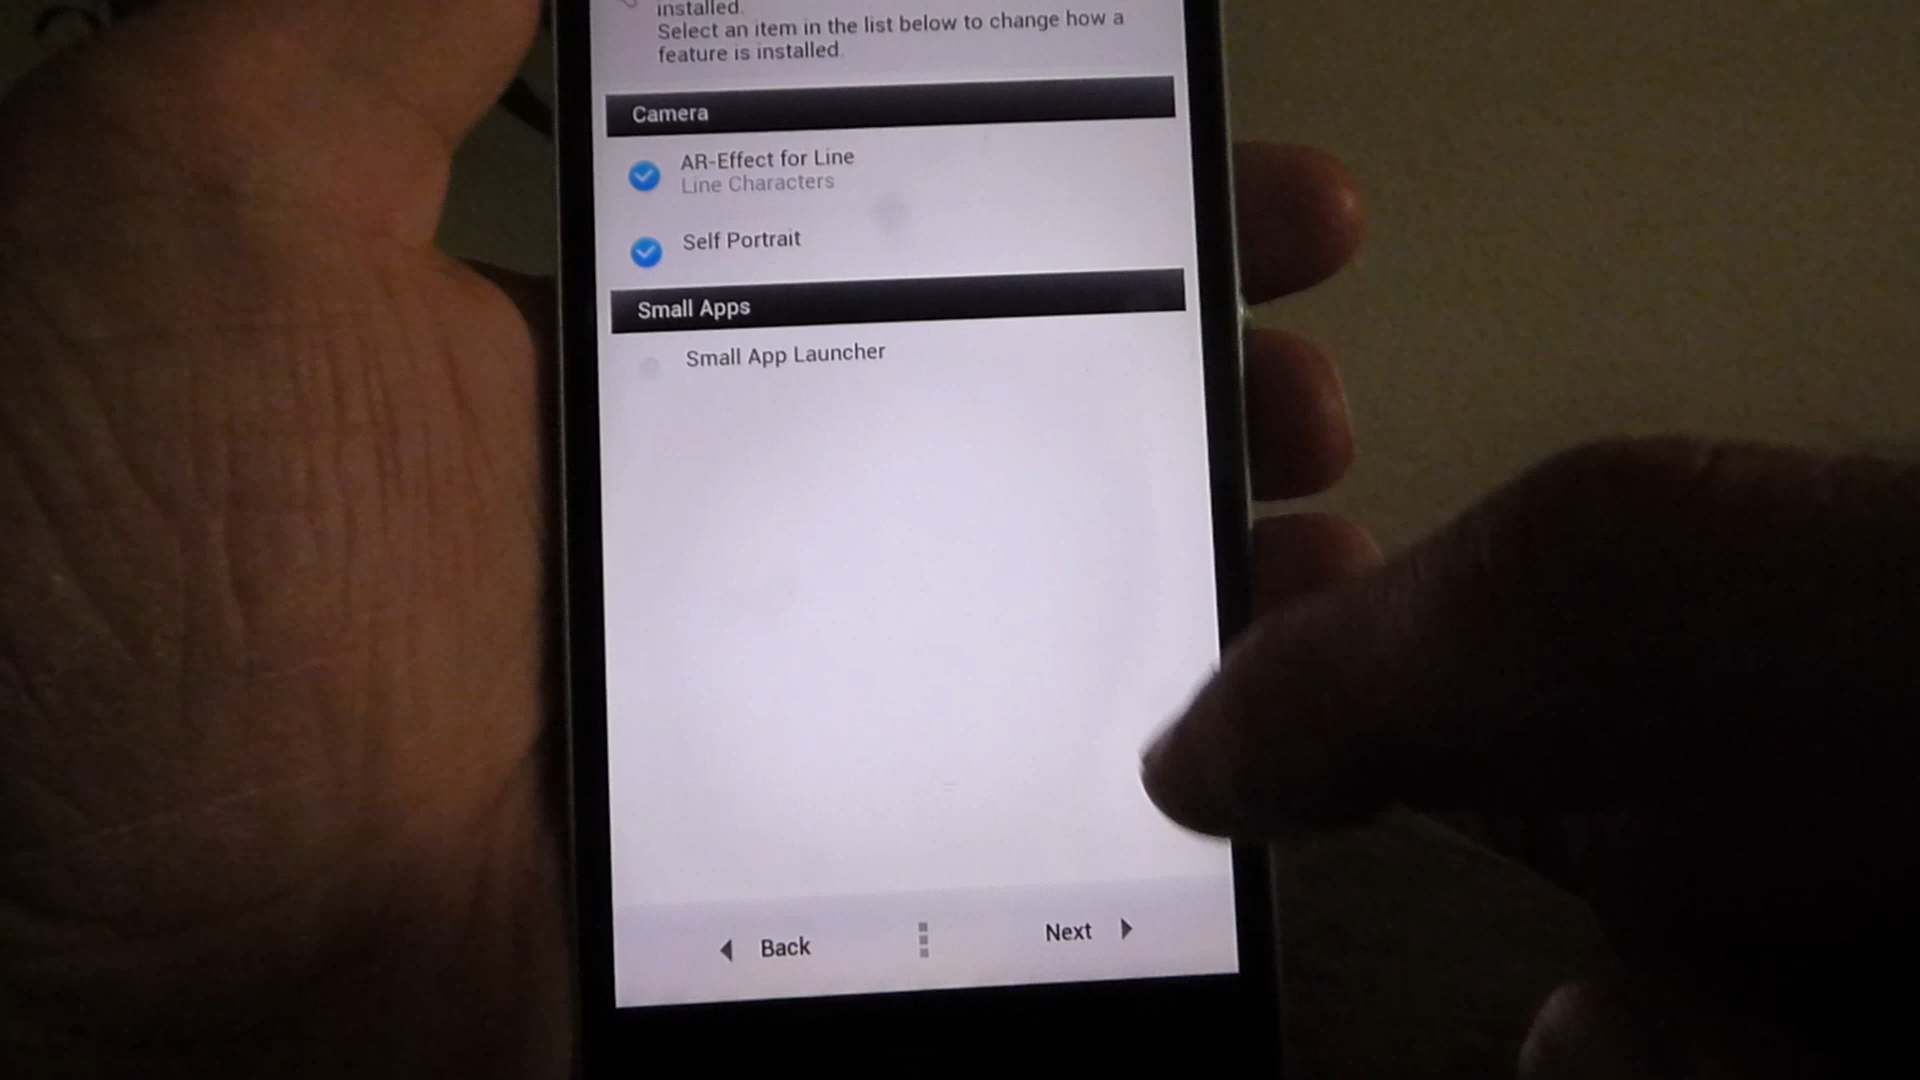 installed.
Select an item in the list below to change how a
feature is installed.
Camera
AR-Effect for Line
Line Characters
Self Portrait
Small Apps
Small App Launcher
Back
Next